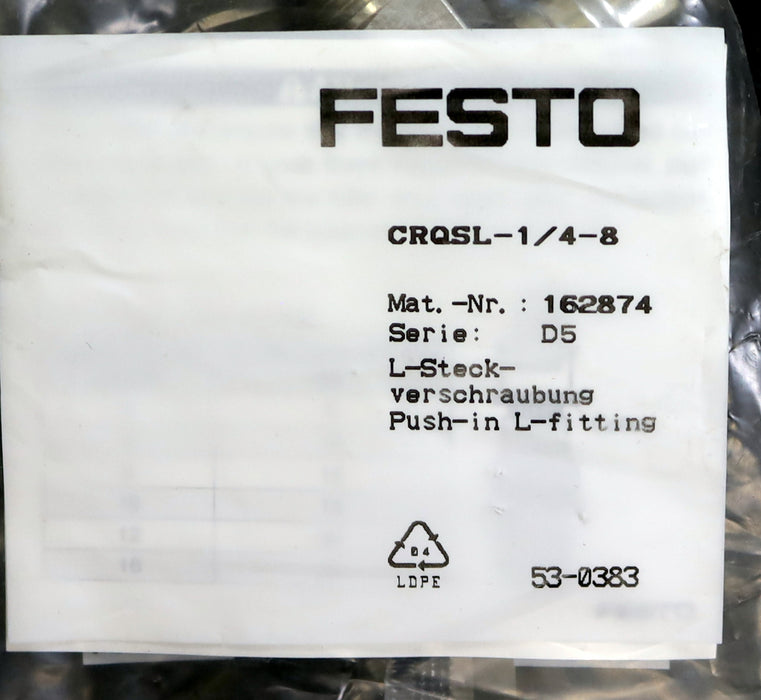 FESTO
CRQSL-1/4-8
Mat.-Nr.: 162874
Serie: D5
L-Steck-
verschraubung
Push-in L-fitting
04
LDPE
53-0383